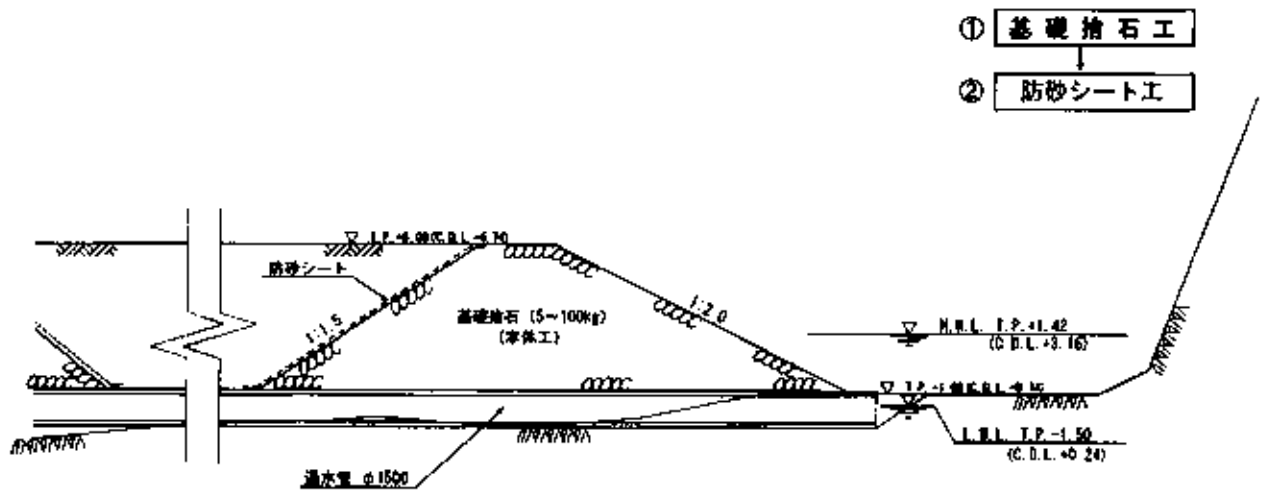 ① 基礎捨石工
② 防砂シート工
防砂シート
1:1.5
基礎捨石 (5～100kg)
(本体工)
1:2.0
H.W.L. T.P.+1.42
(C.D.L.+3.16)
L.W.L. T.P.-1.50
(C.D.L.+0.24)
通水管 φ1500